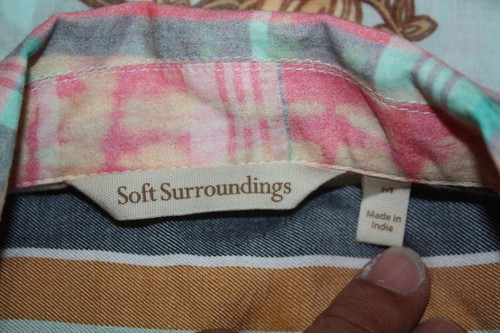 Soft Surroundings
M
Made in
India